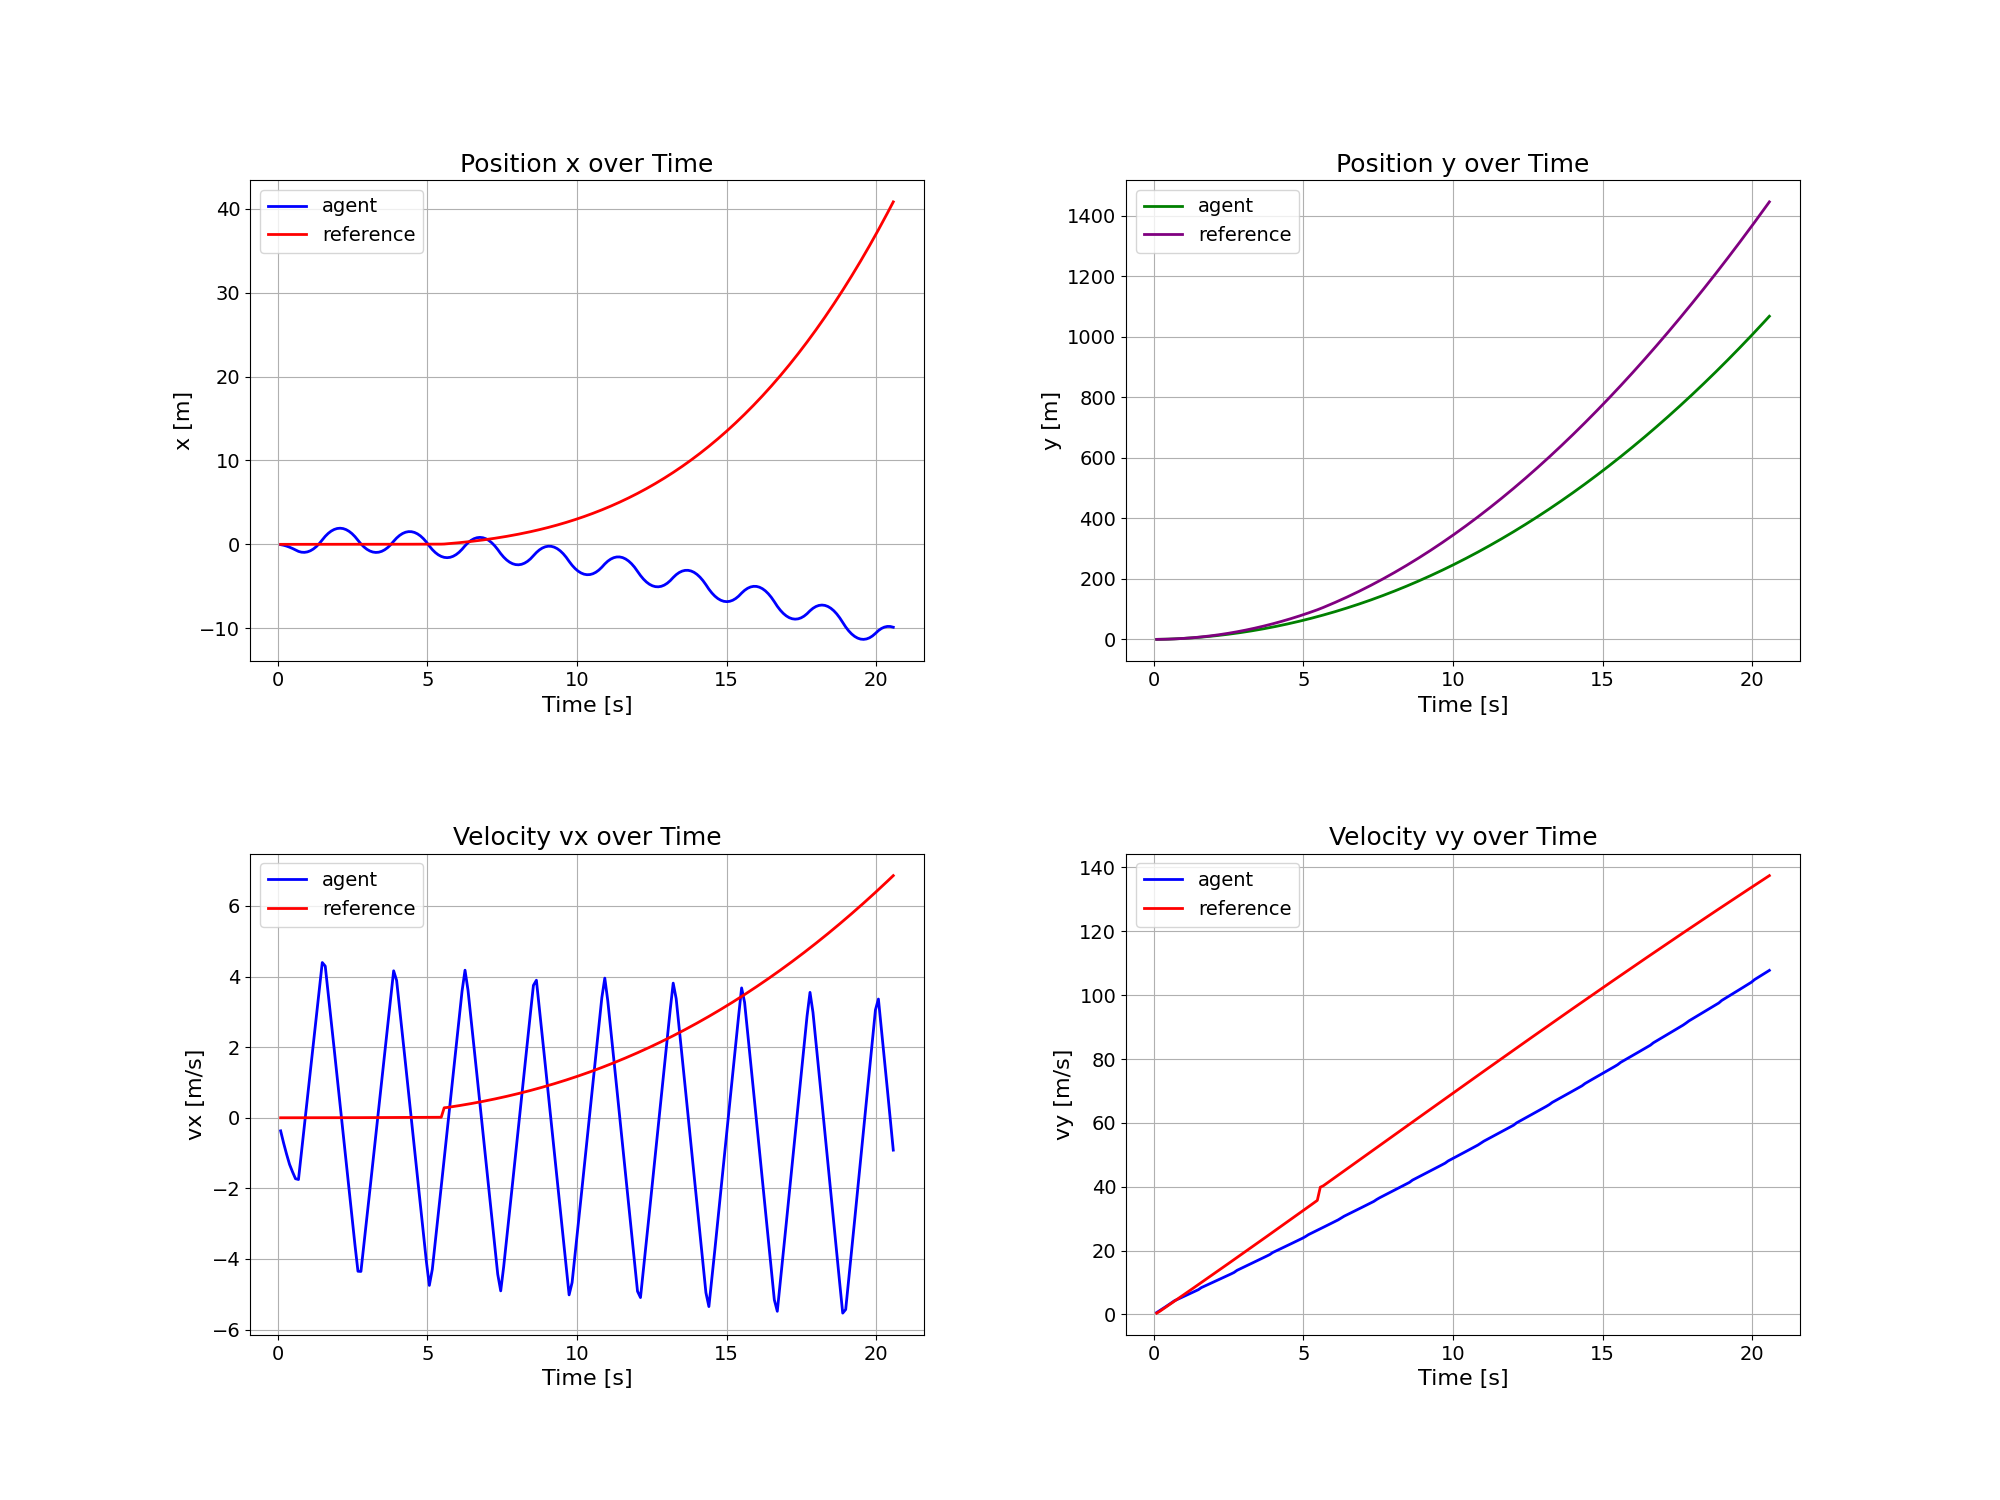 Position x over Time
agent
reference
40
30
20
10
0
−10
x [m]
0 5 10 15 20
Time [s]
Position y over Time
agent
reference
1400
1200
1000
800
600
400
200
0
y [m]
0 5 10 15 20
Time [s]
Velocity vx over Time
agent
reference
6
4
2
0
−2
−4
−6
vx [m/s]
0 5 10 15 20
Time [s]
Velocity vy over Time
agent
reference
140
120
100
80
60
40
20
0
vy [m/s]
0 5 10 15 20
Time [s]